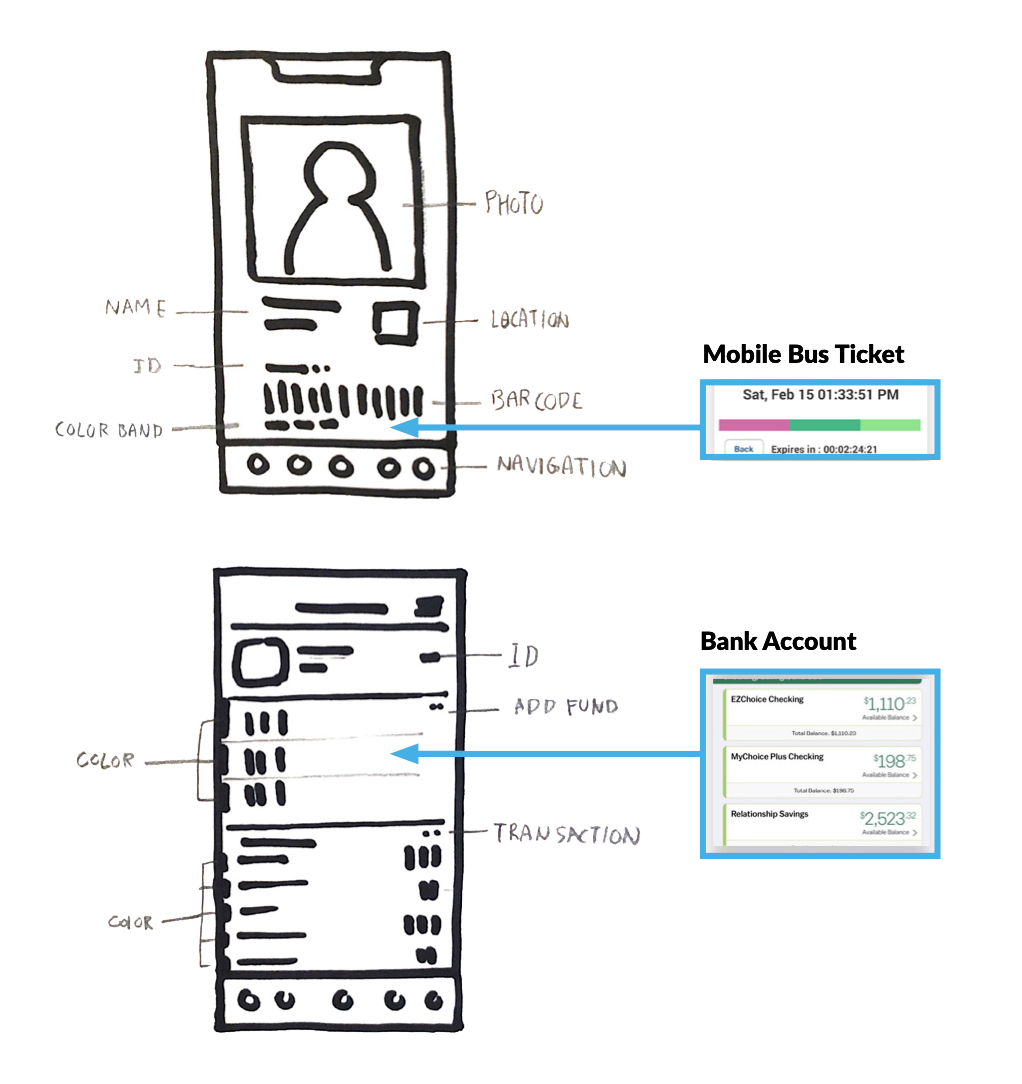 PHOTO
NAME
LOCATION
ID
BARCODE
COLOR BAND
NAVIGATION
Mobile Bus Ticket
Sat, Feb 15 01:33:51 PM
Back Expires in : 00:02:24:21
ID
ADD FUND
COLOR
TRANSACTION
COLOR
Bank Account
EZChoice Checking $1,110.23
Available Balance >
Total Balance: $1,110.23
MyChoice Plus Checking $198.75
Available Balance >
Total Balance: $198.75
Relationship Savings $2,523.32
Available Balance >